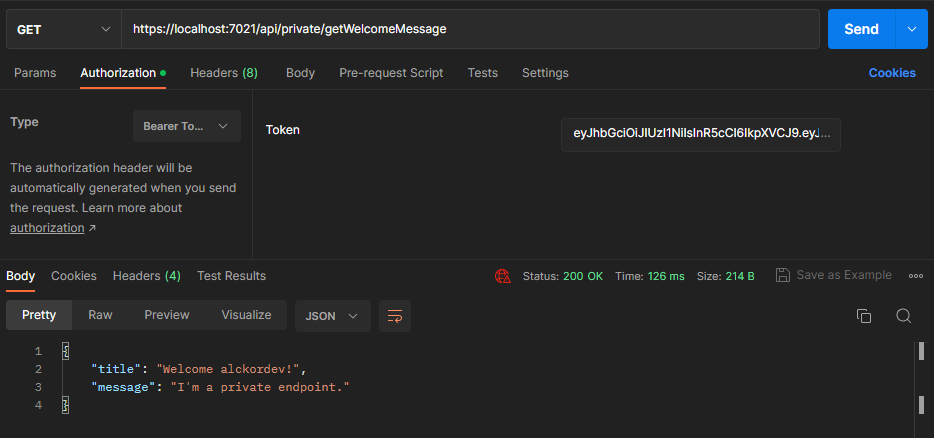 GET https://localhost:7021/api/private/getWelcomeMessage Send
Params Authorization Headers (8) Body Pre-request Script Tests Settings Cookies
Type Bearer To...
Token eyJhbGciOiJIUzI1NiIsInR5cCI6IkpXVCJ9.eyJ...
The authorization header will be
automatically generated when you send
the request. Learn more about
authorization ↗
Body Cookies Headers (4) Test Results Status: 200 OK Time: 126 ms Size: 214 B Save as Example
Pretty Raw Preview Visualize JSON
1 {
2 "title": "Welcome alckordev!",
3 "message": "I'm a private endpoint."
4 }